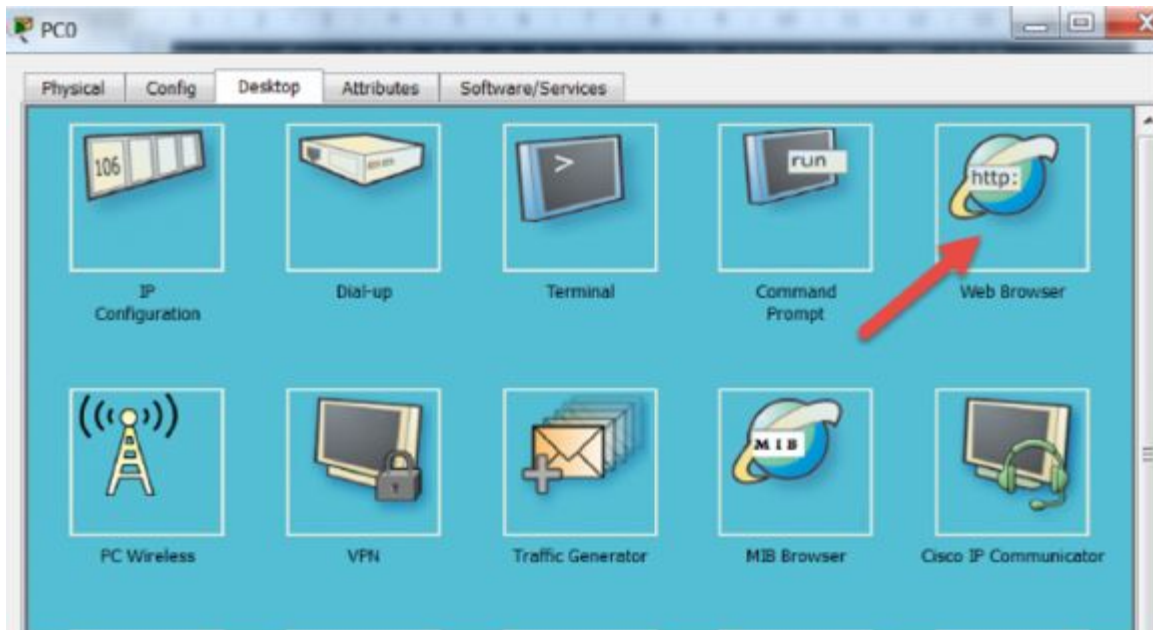 PC0
Physical Config Desktop Attributes Software/Services
106
>
run
http:
IP
Configuration
Dial-up
Terminal
Command
Prompt
Web Browser
MIB
PC Wireless
VPN
Traffic Generator
MIB Browser
Cisco IP Communicator